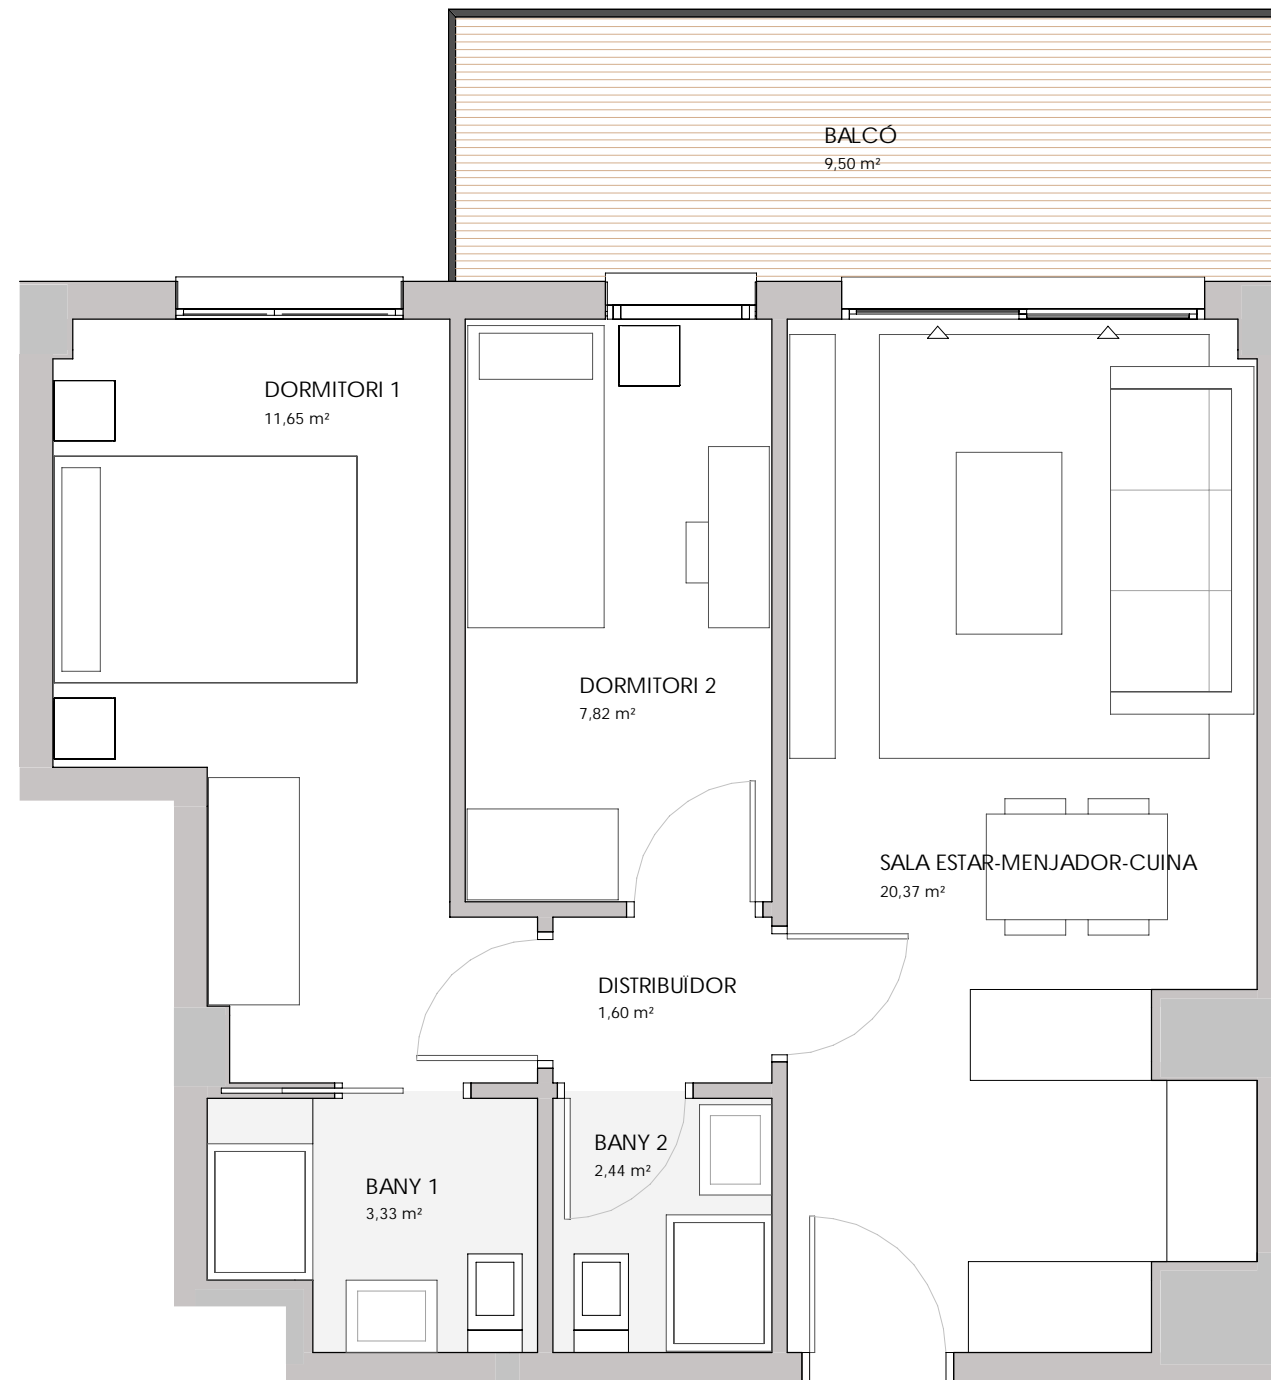 BALCÓ
9,50 m²
DORMITORI 1
11,65 m²
DORMITORI 2
7,82 m²
SALA ESTAR-MENJADOR-CUINA
20,37 m²
DISTRIBUÏDOR
1,60 m²
BANY 2
2,44 m²
BANY 1
3,33 m²